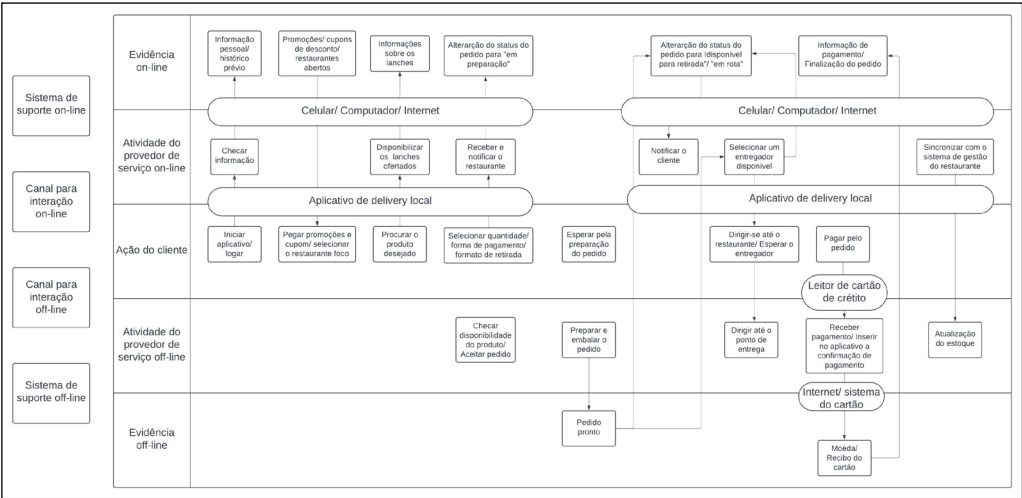 Sistema de
suporte on-line
Canal para
interação
on-line
Canal para
interação
off-line
Sistema de
suporte off-line
Evidência
on-line
Informação
pessoal/
histórico
prévio
Promoções/ cupons
de desconto/
restaurantes
abertos
Informações
sobre os
lanches
Alterarção do status do
pedido para "em
preparação"
Alterarção do status do
pedido para !disponível
para retirada"/ "em rota"
Informação de
pagamento/
Finalização do pedido
Celular/ Computador/ Internet
Celular/ Computador/ Internet
Atividade do
provedor de
serviço on-line
Checar
informação
Disponibilizar
os lanches
ofertados
Receber e
notificar o
restaurante
Notificar o
cliente
Selecionar um
entregador
disponível
Sincronizar com o
sistema de gestão
do restaurante
Aplicativo de delivery local
Aplicativo de delivery local
Ação do cliente
Iniciar
aplicativo/
logar
Pegar promoções e
cupom/ selecionar
o restaurante foco
Procurar o
produto
desejado
Selecionar quantidade/
forma de pagamento/
formato de retirada
Esperar pela
preparação
do pedido
Dirigir-se até o
restaurante/ Esperar o
entregador
Pagar pelo
pedido
Leitor de cartão
de crétito
Atividade do
provedor de
serviço off-line
Checar
disponibilidade
do produto/
Aceitar pedido
Preparar e
embalar o
pedido
Dirigir até o
ponto de
entrega
Receber
pagamento/ Inserir
no aplicativo a
confirmação de
pagamento
Atualização
do estoque
Internet/ sistema
do cartão
Evidência
off-line
Pedido
pronto
Moeda/
Recibo do
cartão